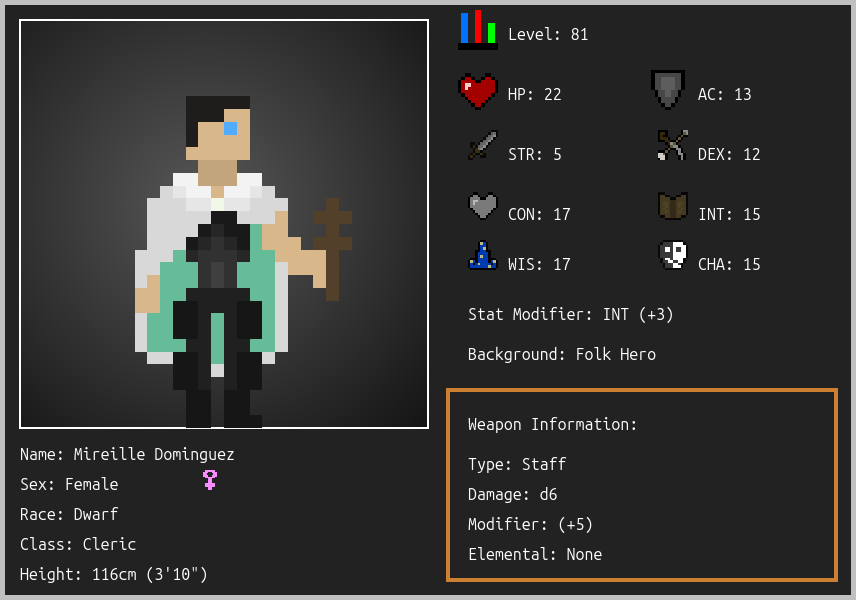 Level: 81
HP: 22
AC: 13
STR: 5
DEX: 12
CON: 17
INT: 15
WIS: 17
CHA: 15
Stat Modifier: INT (+3)
Background: Folk Hero
Weapon Information:
Type: Staff
Damage: d6
Modifier: (+5)
Elemental: None
Name: Mireille Dominguez
Sex: Female
Race: Dwarf
Class: Cleric
Height: 116cm (3'10")